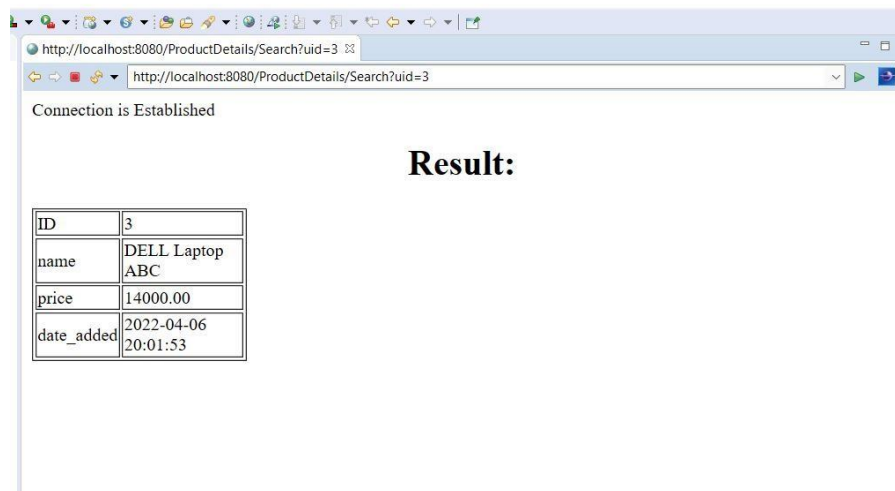 http://localhost:8080/ProductDetails/Search?uid=3
http://localhost:8080/ProductDetails/Search?uid=3
Connection is Established
Result:
ID 3
name DELL Laptop
ABC
price 14000.00
date_added 2022-04-06
20:01:53